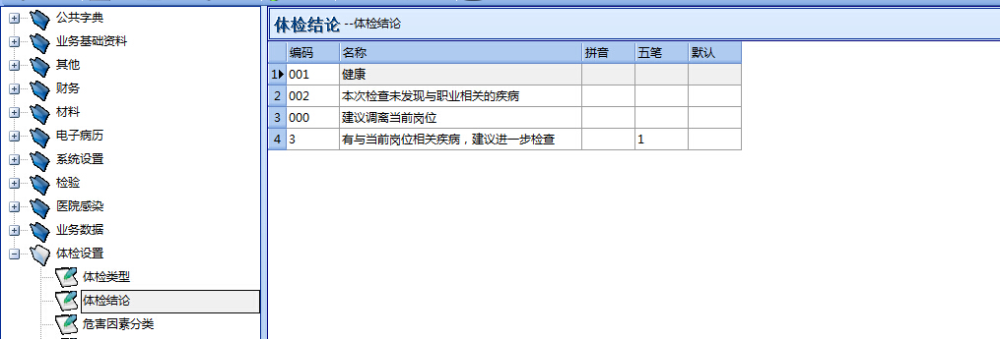 公共字典
业务基础资料
其他
财务
材料
电子病历
系统设置
检验
医院感染
业务数据
体检设置
体检类型
体检结论
危害因素分类
体检结论 --体检结论
编码 名称 拼音 五笔 默认
1 001 健康
2 002 本次检查未发现与职业相关的疾病
3 000 建议调离当前岗位
4 3 有与当前岗位相关疾病，建议进一步检查 1